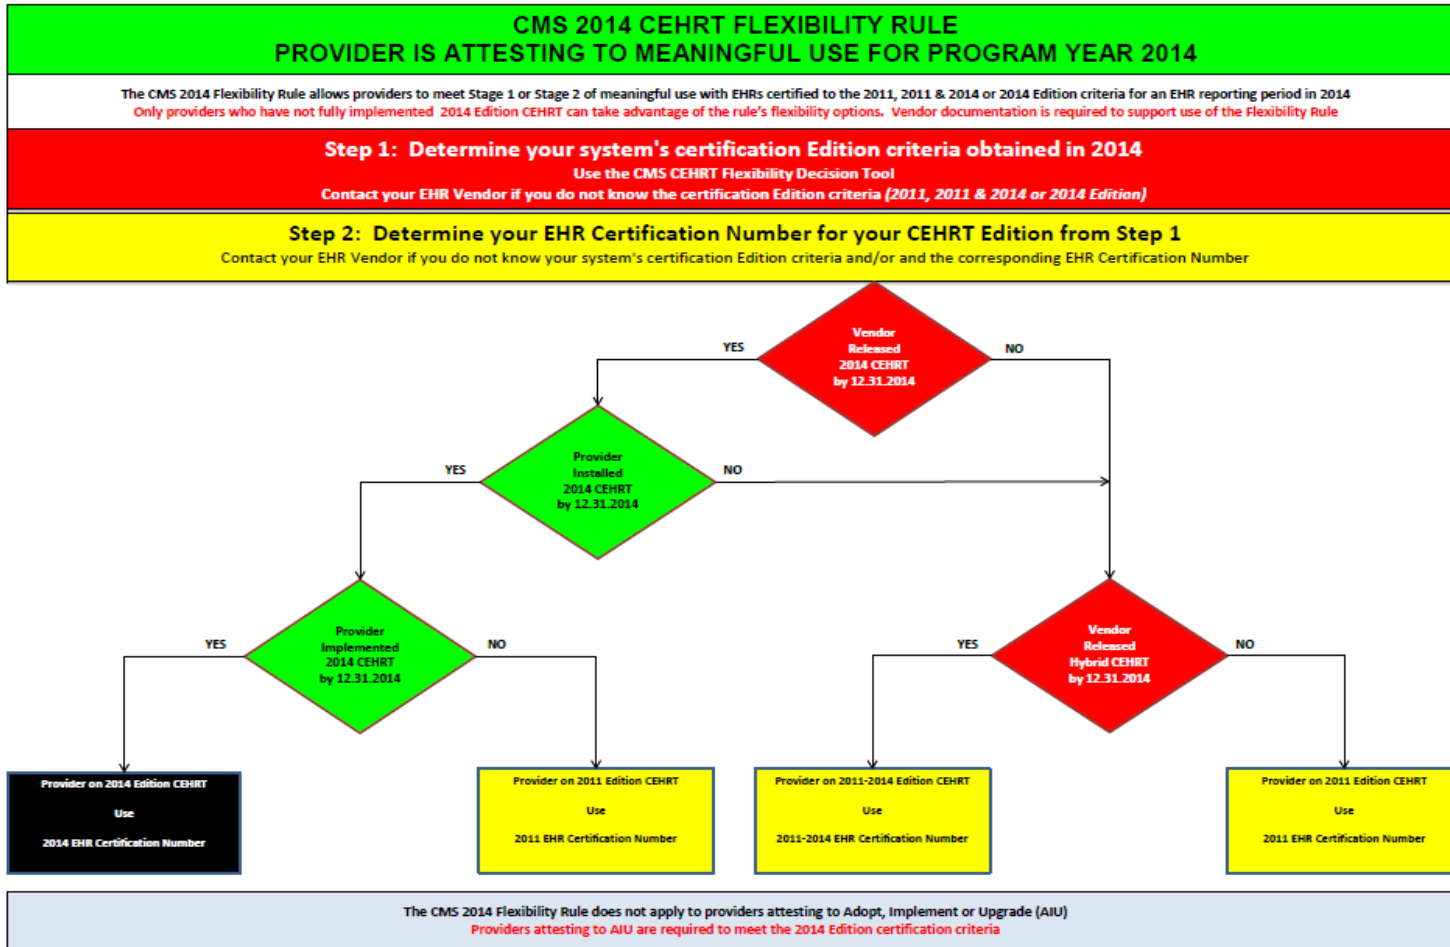 CMS 2014 CEHRT FLEXIBILITY RULE
PROVIDER IS ATTESTING TO MEANINGFUL USE FOR PROGRAM YEAR 2014
The CMS 2014 Flexibility Rule allows providers to meet Stage 1 or Stage 2 of meaningful use with EHRs certified to the 2011, 2011 & 2014 or 2014 Edition criteria for an EHR reporting period in 2014
Only providers who have not fully implemented 2014 Edition CEHRT can take advantage of the rule's flexibility options. Vendor documentation is required to support use of the Flexibility Rule
Step 1: Determine your system's certification Edition criteria obtained in 2014
Use the CMS CEHRT Flexibility Decision Tool
Contact your EHR Vendor if you do not know the certification Edition criteria (2011, 2011 & 2014 or 2014 Edition)
Step 2: Determine your EHR Certification Number for your CEHRT Edition from Step 1
Contact your EHR Vendor if you do not know your system's certification Edition criteria and/or and the corresponding EHR Certification Number
Vendor
Released
2014 CEHRT
by 12.31.2014
YES
NO
Provider
Installed
2014 CEHRT
by 12.31.2014
YES
NO
Provider
Implemented
2014 CEHRT
by 12.31.2014
YES
NO
Vendor
Released
Hybrid CEHRT
by 12.31.2014
YES
NO
Provider on 2014 Edition CEHRT
Use
2014 EHR Certification Number
Provider on 2011 Edition CEHRT
Use
2011 EHR Certification Number
Provider on 2011-2014 Edition CEHRT
Use
2011-2014 EHR Certification Number
Provider on 2011 Edition CEHRT
Use
2011 EHR Certification Number
The CMS 2014 Flexibility Rule does not apply to providers attesting to Adopt, Implement or Upgrade (AIU)
Providers attesting to AIU are required to meet the 2014 Edition certification criteria